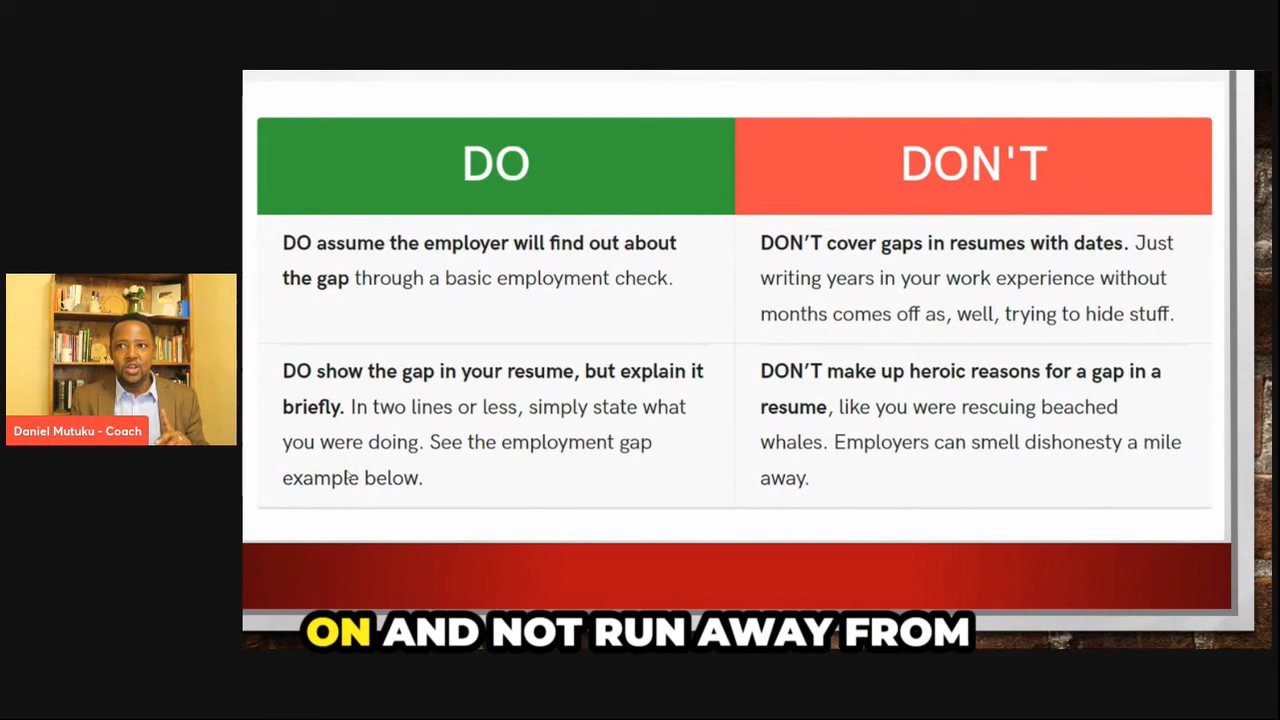 DO
DON'T
DO assume the employer will find out about
the gap through a basic employment check.
DON'T cover gaps in resumes with dates. Just
writing years in your work experience without
months comes off as, well, trying to hide stuff.
DO show the gap in your resume, but explain it
briefly. In two lines or less, simply state what
you were doing. See the employment gap
example below.
DON'T make up heroic reasons for a gap in a
resume, like you were rescuing beached
whales. Employers can smell dishonesty a mile
away.
Daniel Mutuku - Coach
ON AND NOT RUN AWAY FROM